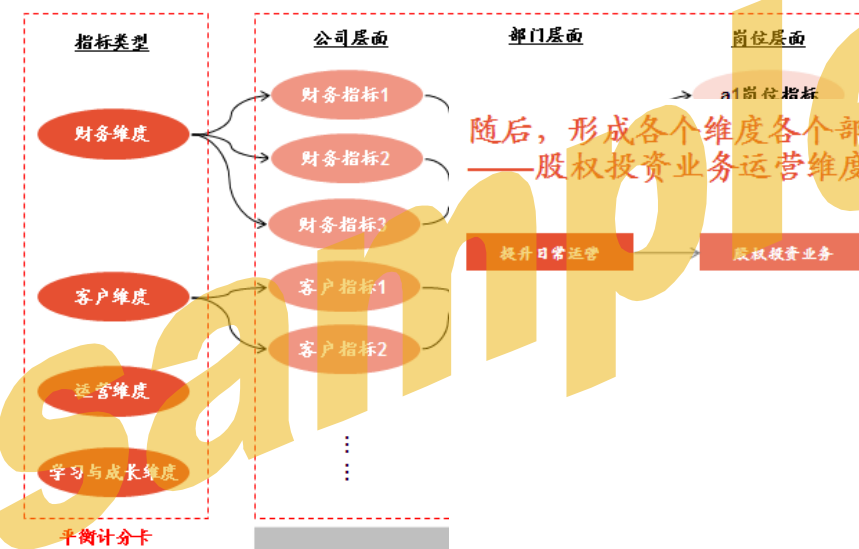 指标类型
公司层面
部门层面
岗位层面
财务维度
财务指标1
a1岗位指标
财务指标2
财务指标3
随后，形成各个维度各个部
——股权投资业务运营维度
提升日常运营
股权投资业务
客户维度
客户指标1
客户指标2
运营维度
学习与成长维度
平衡计分卡
sample